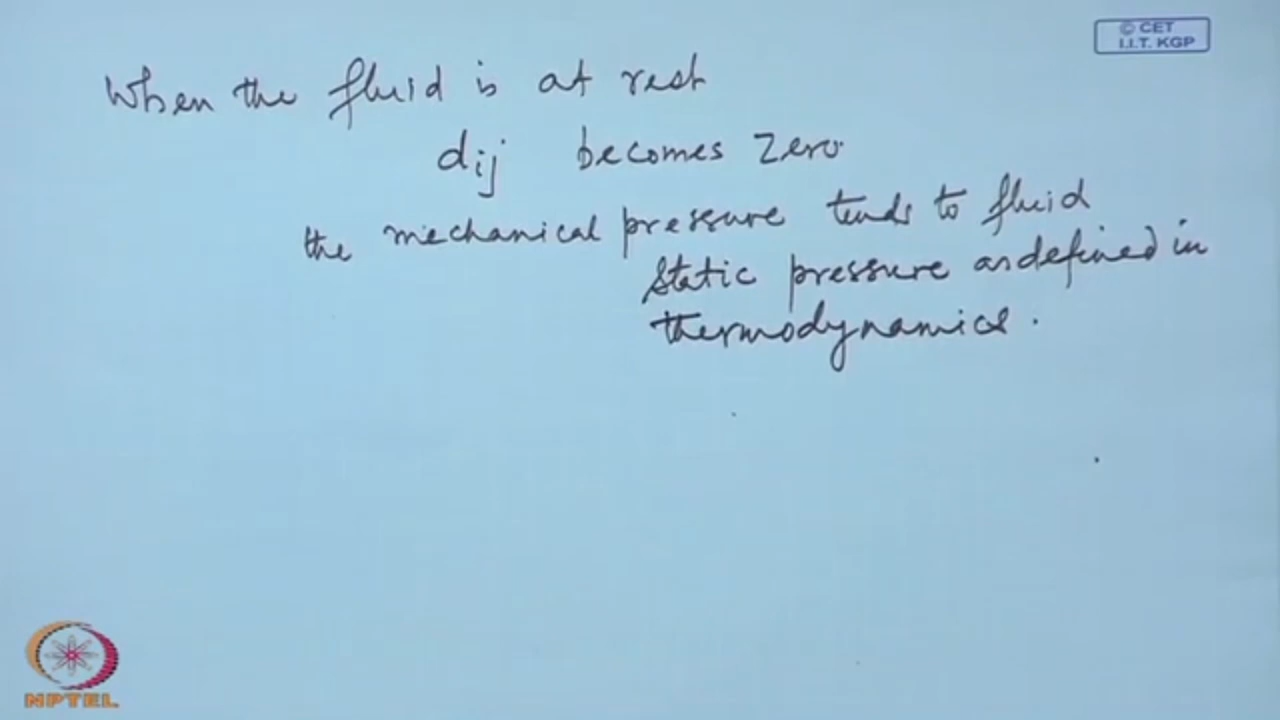 © CET
I.I.T. KGP
When the fluid is at rest
dij becomes zero.
the mechanical pressure tends to fluid
static pressure as defined in
thermodynamics.
NPTEL